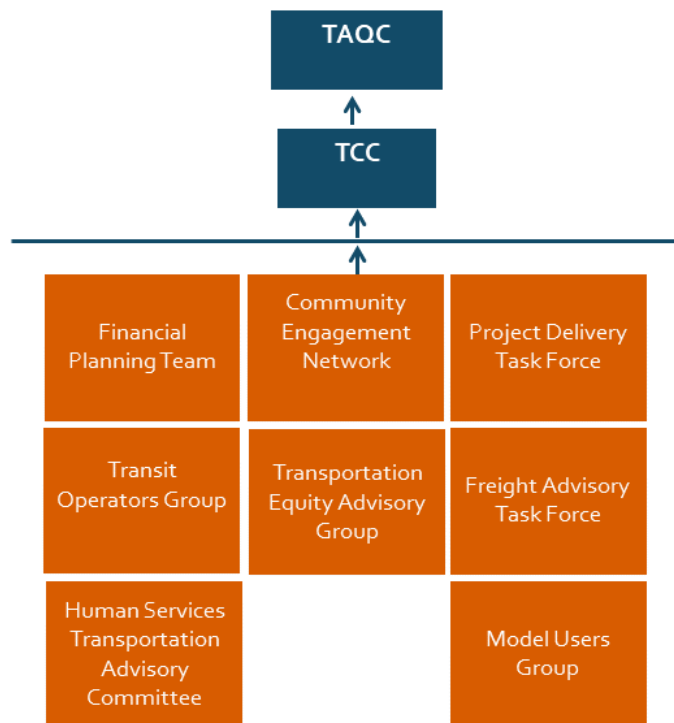 TAQC
TCC
Financial
Planning Team
Community
Engagement
Network
Project Delivery
Task Force
Transit
Operators Group
Transportation
Equity Advisory
Group
Freight Advisory
Task Force
Human Services
Transportation
Advisory
Committee
Model Users
Group